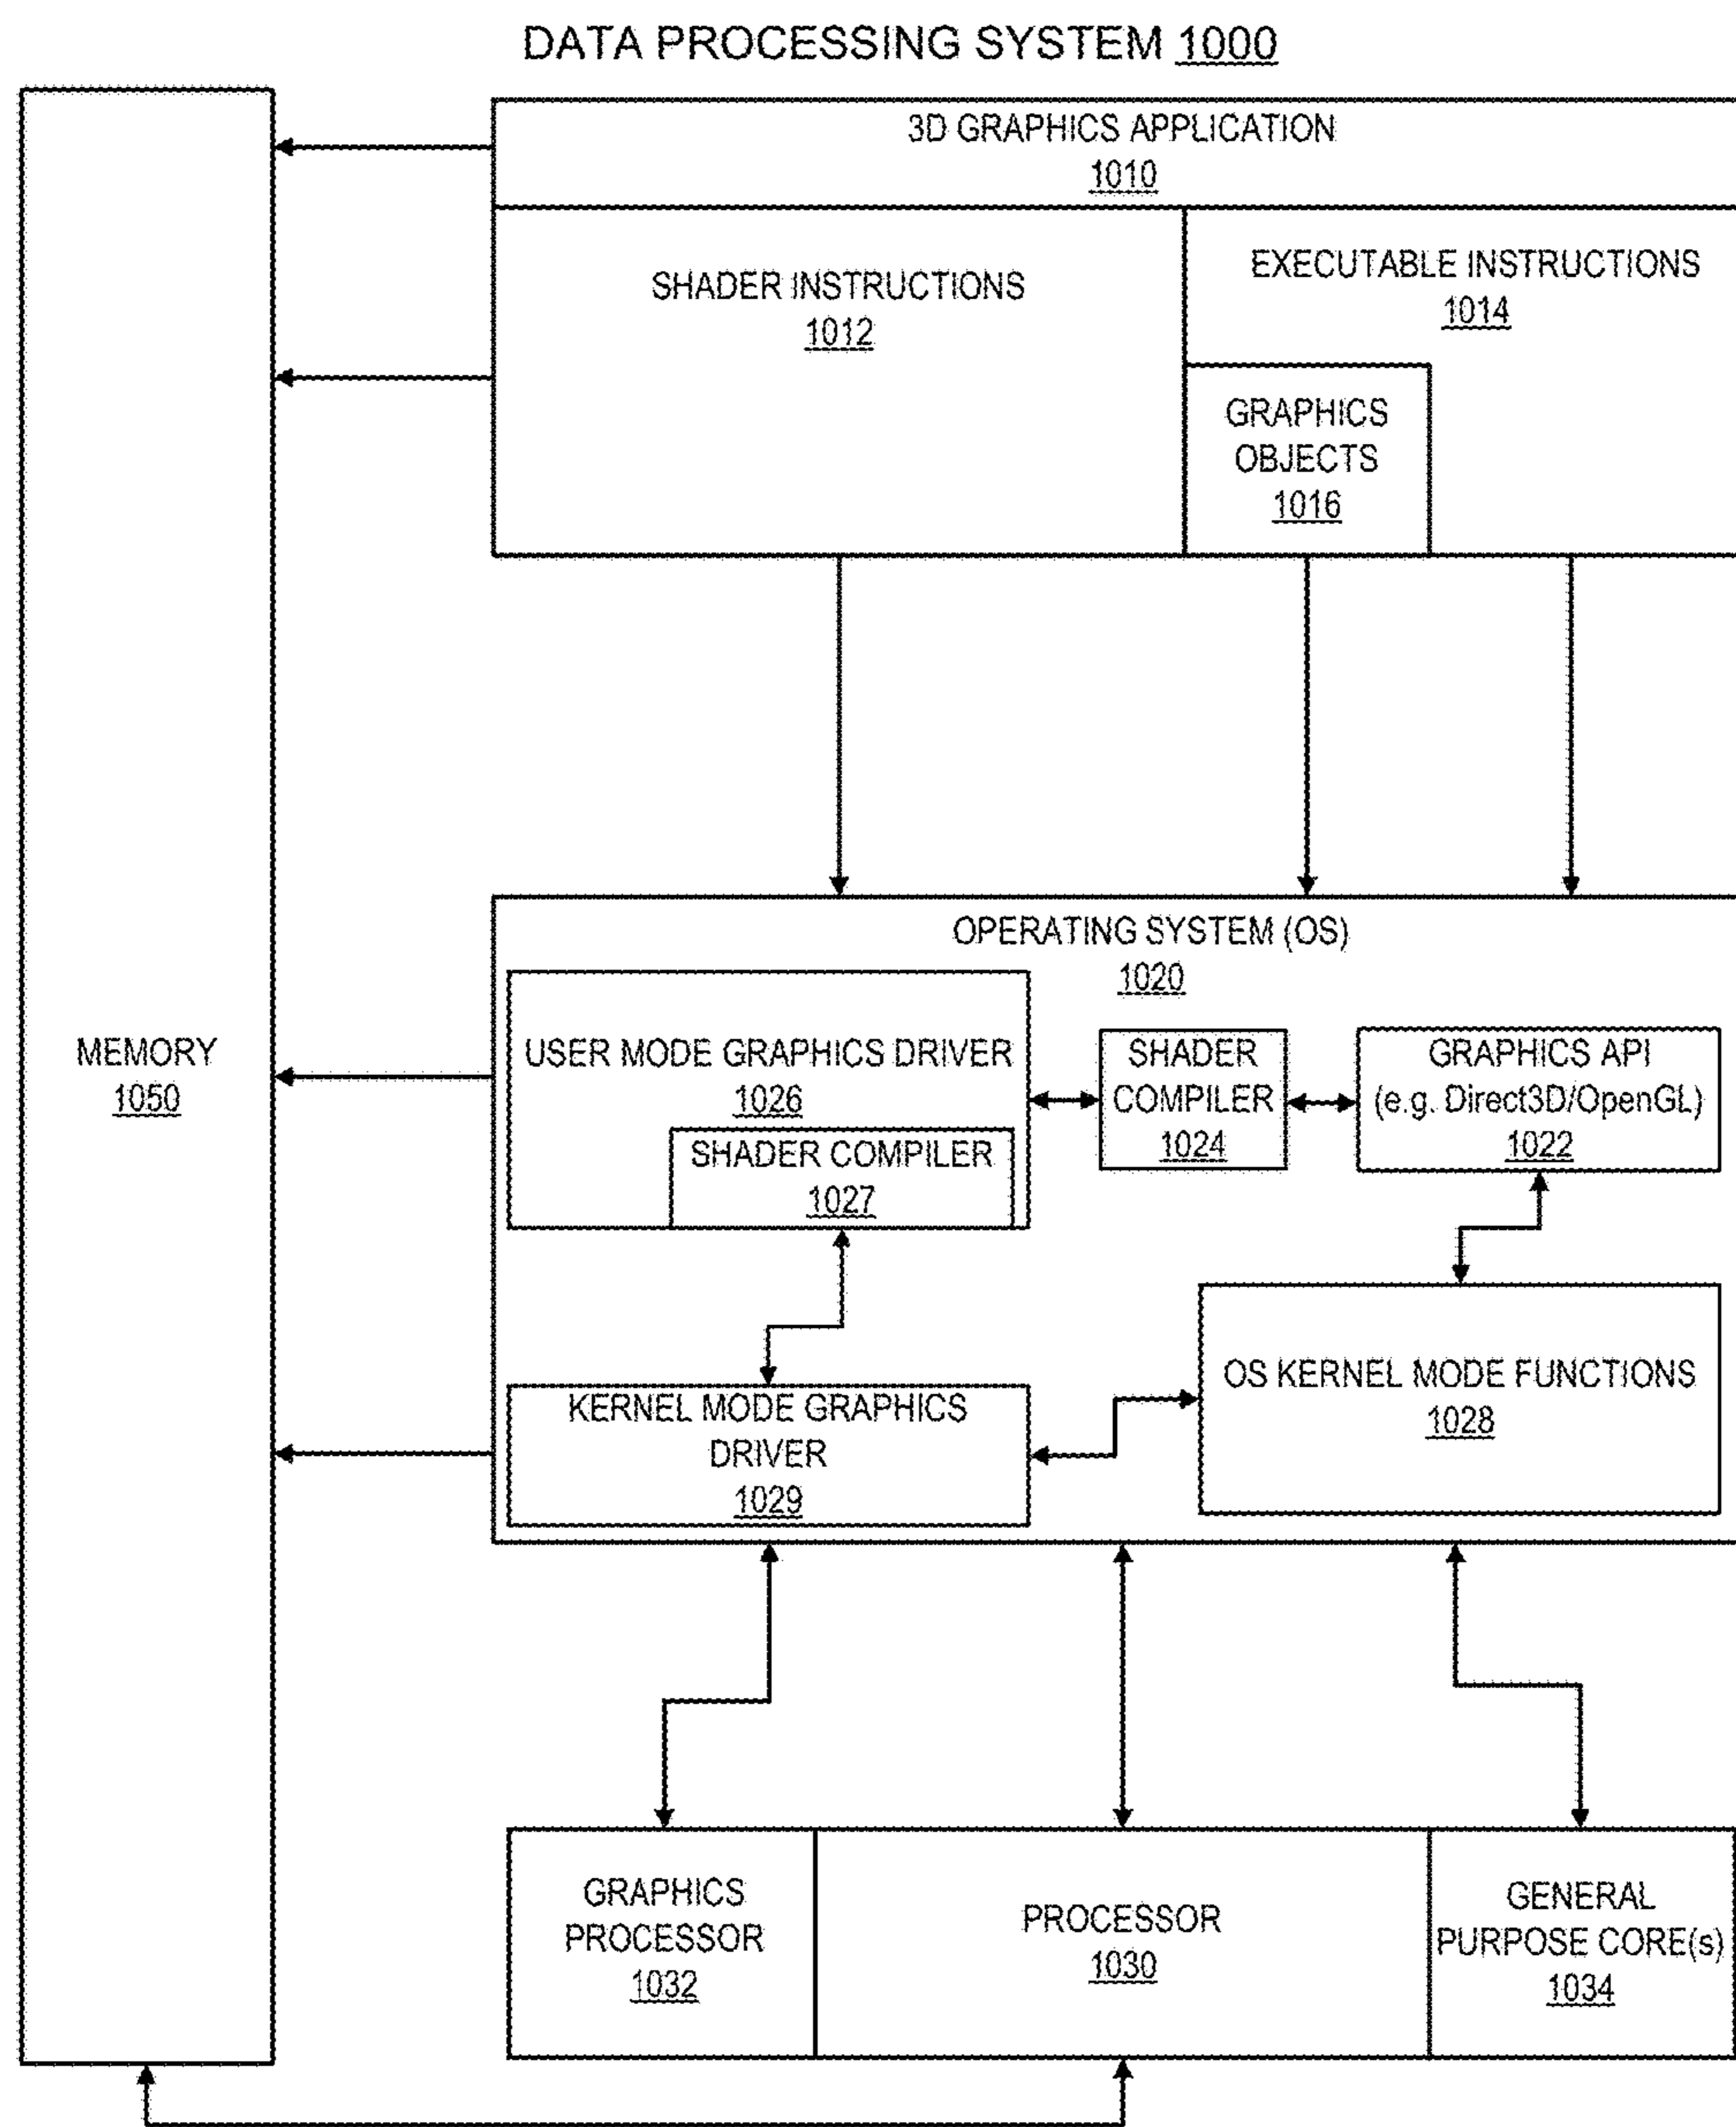 DATA PROCESSING SYSTEM 1000
3D GRAPHICS APPLICATION
1010
SHADER INSTRUCTIONS
1012
EXECUTABLE INSTRUCTIONS
1014
GRAPHICS
OBJECTS
1016
MEMORY
1050
OPERATING SYSTEM (OS)
1020
USER MODE GRAPHICS DRIVER
1026
SHADER COMPILER
1027
SHADER
COMPILER
1024
GRAPHICS API
(e.g. Direct3D/OpenGL)
1022
KERNEL MODE GRAPHICS
DRIVER
1029
OS KERNEL MODE FUNCTIONS
1028
GRAPHICS
PROCESSOR
1032
PROCESSOR
1030
GENERAL
PURPOSE CORE(s)
1034